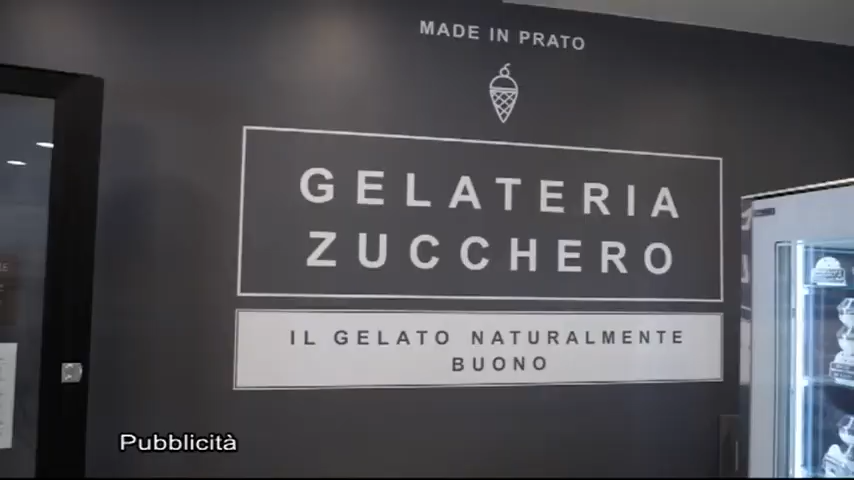 MADE IN PRATO
GELATERIA
ZUCCHERO
IL GELATO NATURALMENTE
BUONO
Pubblicità